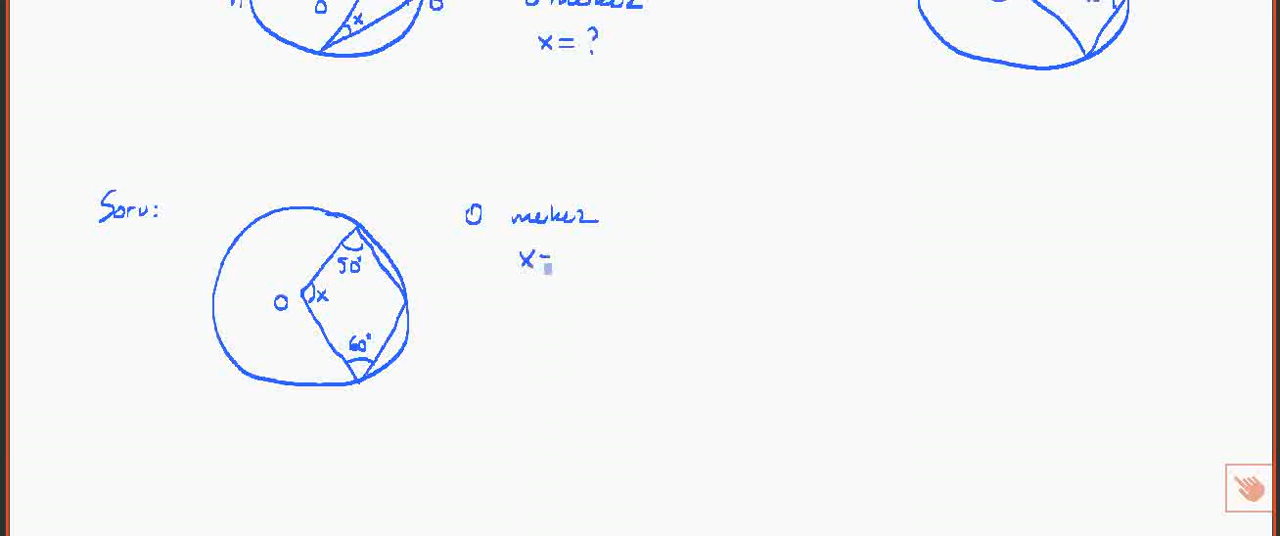 x
x = ?
Soru:
O merkez
x =
50°
O x
60°